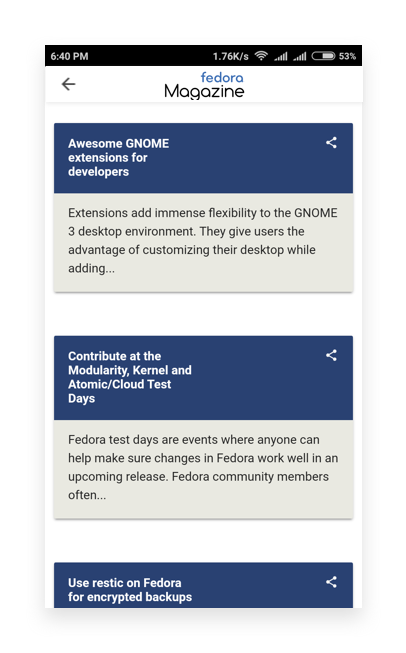 6:40 PM 1.76K/s 53%
fedora
Magazine
Awesome GNOME
extensions for
developers
Extensions add immense flexibility to the GNOME
3 desktop environment. They give users the
advantage of customizing their desktop while
adding...
Contribute at the
Modularity, Kernel and
Atomic/Cloud Test
Days
Fedora test days are events where anyone can
help make sure changes in Fedora work well in an
upcoming release. Fedora community members
often...
Use restic on Fedora
for encrypted backups